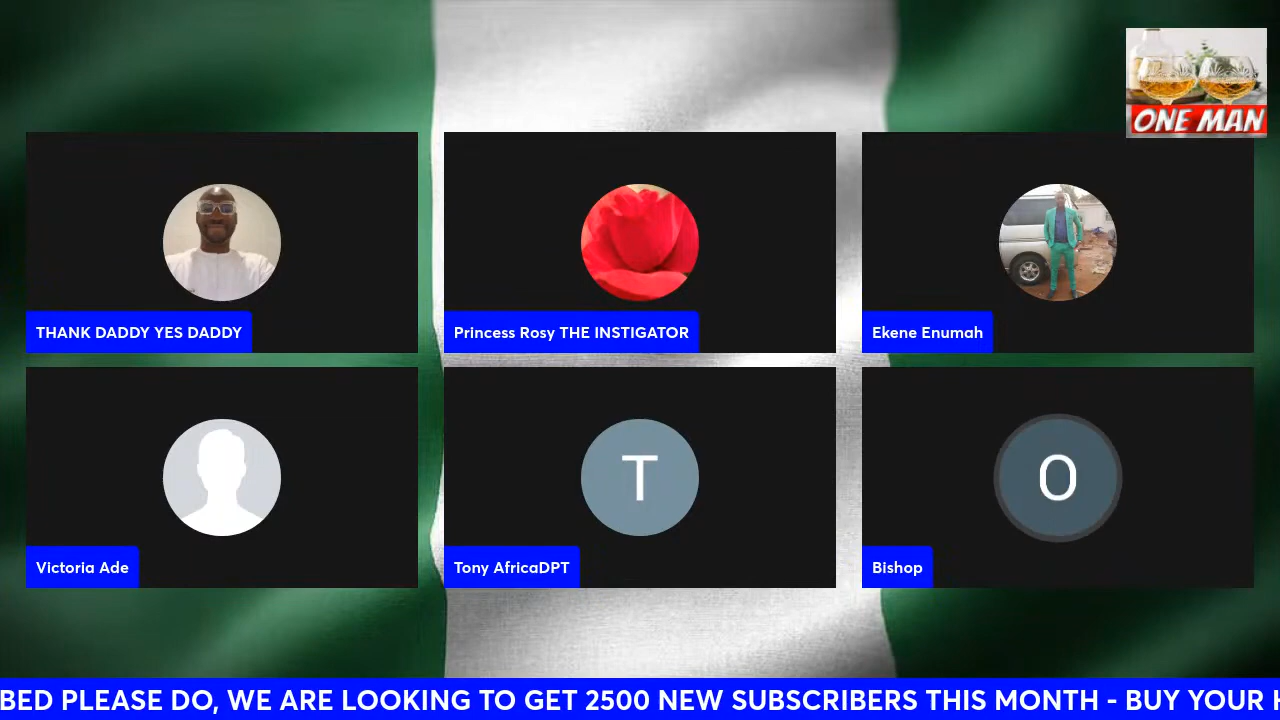 ONE MAN
THANK DADDY YES DADDY
Princess Rosy THE INSTIGATOR
Ekene Enumah
Victoria Ade
T
Tony AfricaDPT
O
Bishop
BED PLEASE DO, WE ARE LOOKING TO GET 2500 NEW SUBSCRIBERS THIS MONTH - BUY YOUR